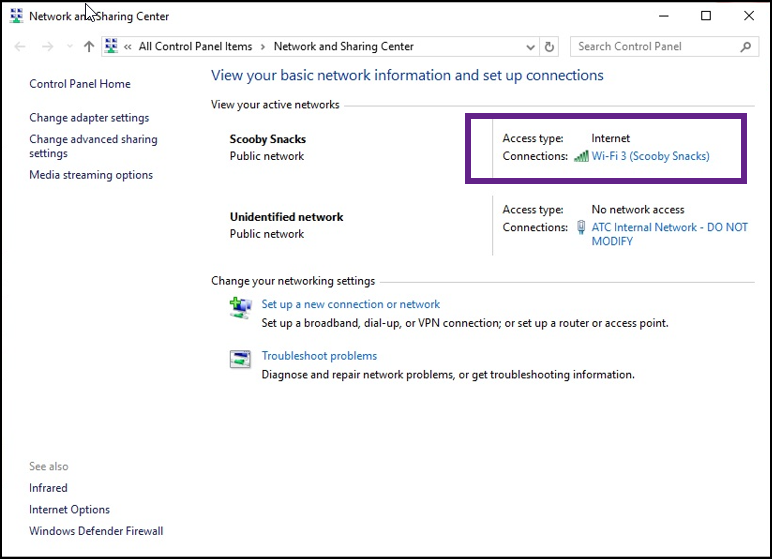 Network and Sharing Center
« All Control Panel Items > Network and Sharing Center
Search Control Panel
Control Panel Home
Change adapter settings
Change advanced sharing
settings
Media streaming options
View your basic network information and set up connections
View your active networks
Scooby Snacks
Public network
Access type: Internet
Connections: Wi-Fi 3 (Scooby Snacks)
Unidentified network
Public network
Access type: No network access
Connections: ATC Internal Network - DO NOT
MODIFY
Change your networking settings
Set up a new connection or network
Set up a broadband, dial-up, or VPN connection; or set up a router or access point.
Troubleshoot problems
Diagnose and repair network problems, or get troubleshooting information.
See also
Infrared
Internet Options
Windows Defender Firewall